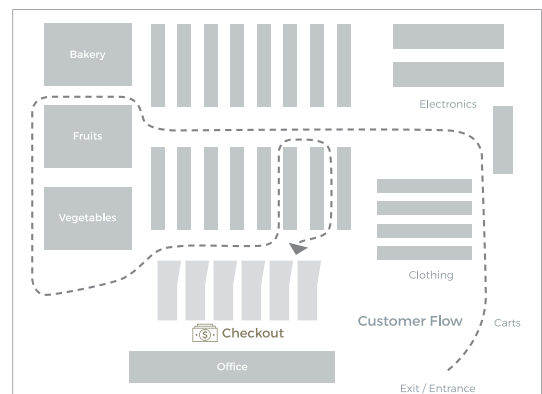 Bakery
Electronics
Fruits
Vegetables
Clothing
Customer Flow
Carts
$ Checkout
Office
Exit / Entrance